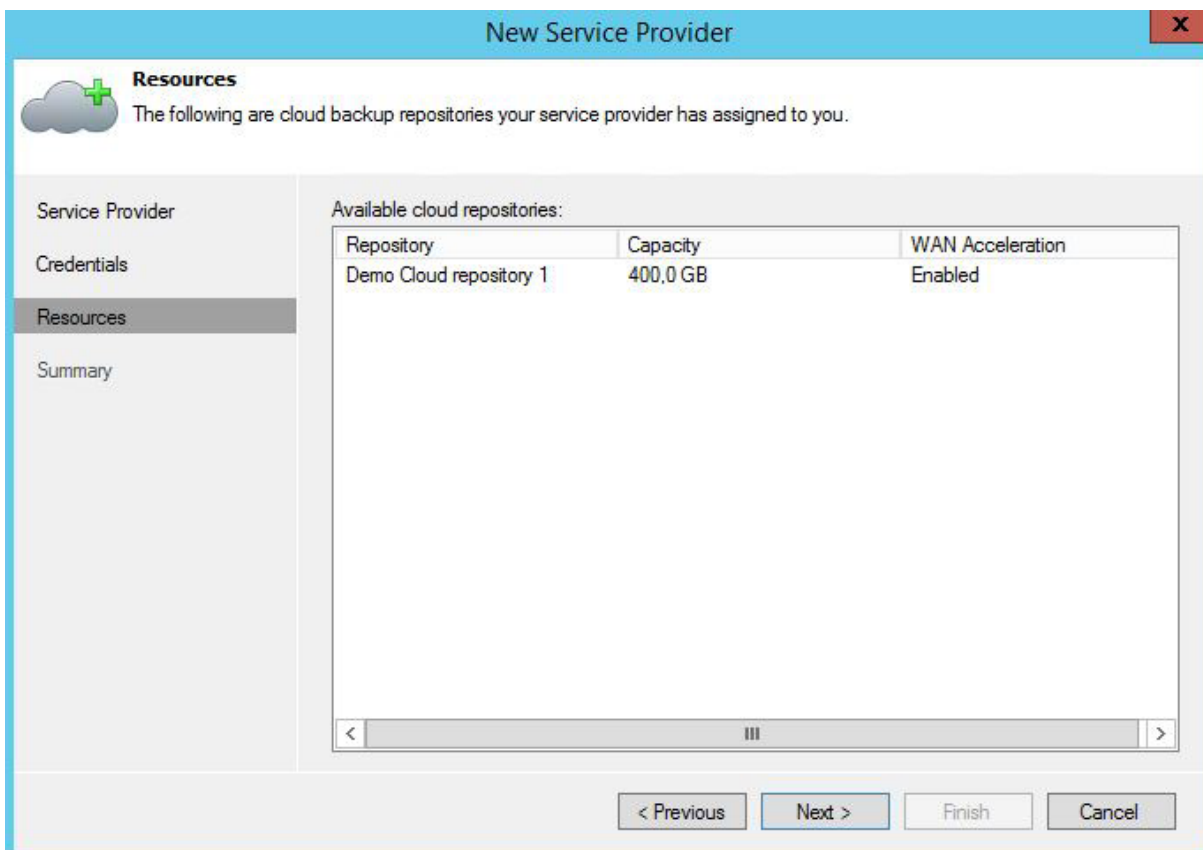 New Service Provider
X
Resources
The following are cloud backup repositories your service provider has assigned to you.
Service Provider
Credentials
Resources
Summary
Available cloud repositories:
Repository Capacity WAN Acceleration
Demo Cloud repository 1 400,0 GB Enabled
< Previous Next > Finish Cancel